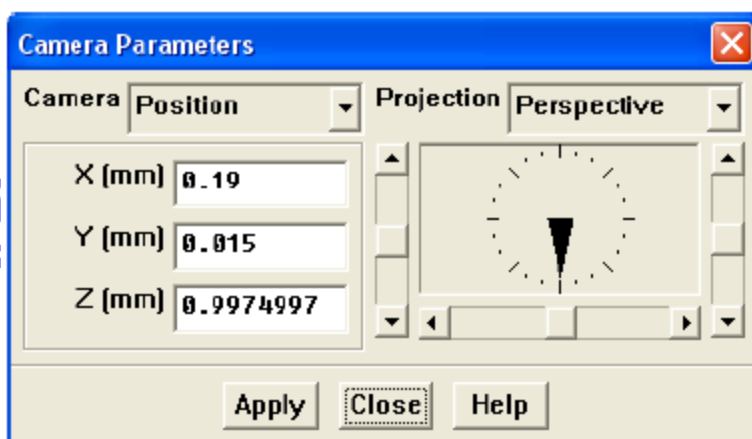 Camera Parameters
Camera Position Projection Perspective
X (mm) 0.19
Y (mm) 0.015
Z (mm) 0.9974997
Apply Close Help